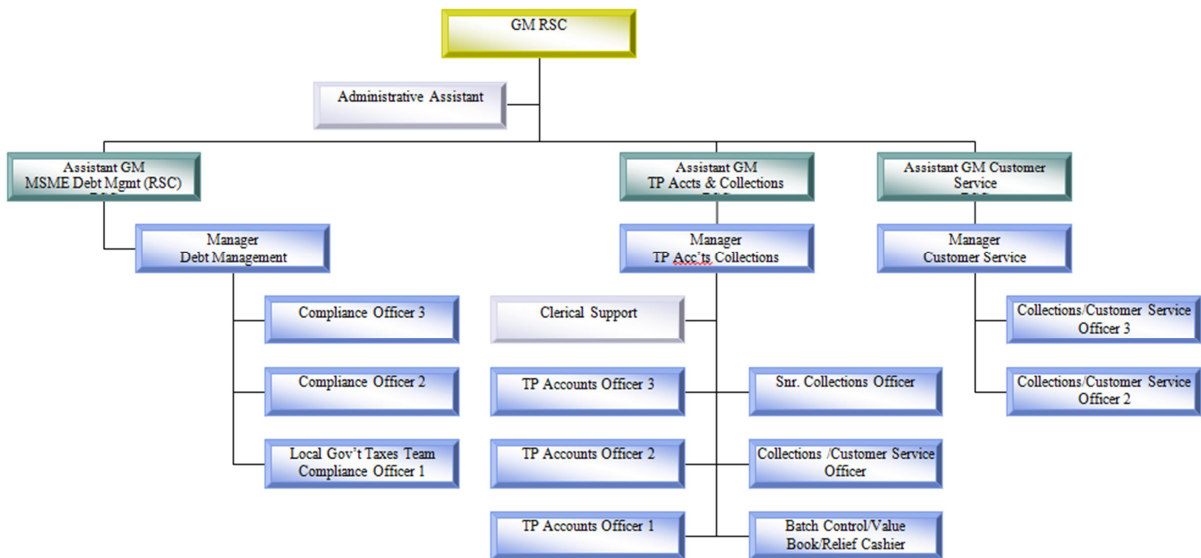 GM RSC
Administrative Assistant
Assistant GM
MSME Debt Mgmt (RSC)
Assistant GM
TP Accts & Collections
Assistant GM Customer
Service
Manager
Debt Management
Manager
TP Acc’ts Collections
Manager
Customer Service
Compliance Officer 3
Clerical Support
Collections/Customer Service
Officer 3
Compliance Officer 2
TP Accounts Officer 3
Snr. Collections Officer
Collections/Customer Service
Officer 2
Local Gov’t Taxes Team
Compliance Officer 1
TP Accounts Officer 2
Collections /Customer Service
Officer
TP Accounts Officer 1
Batch Control/Value
Book/Relief Cashier